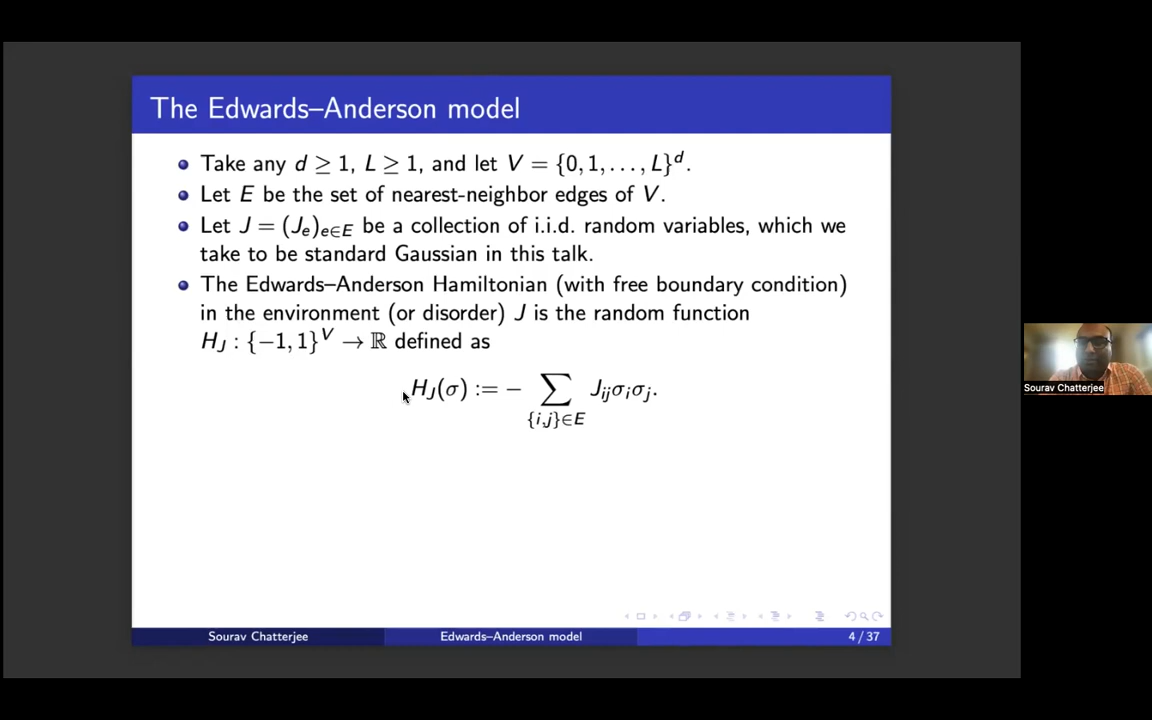 The Edwards–Anderson model
Take any d ≥ 1, L ≥ 1, and let V = {0, 1, . . . , L}^d.
Let E be the set of nearest-neighbor edges of V.
Let J = (J_e)_{e∈E} be a collection of i.i.d. random variables, which we
take to be standard Gaussian in this talk.
The Edwards–Anderson Hamiltonian (with free boundary condition)
in the environment (or disorder) J is the random function
H_J : {−1, 1}^V → ℝ defined as
H_J(σ) := − ∑_{{i,j}∈E} J_{ij}σ_iσ_j.
Sourav Chatterjee
Edwards–Anderson model
4 / 37
Sourav Chatterjee